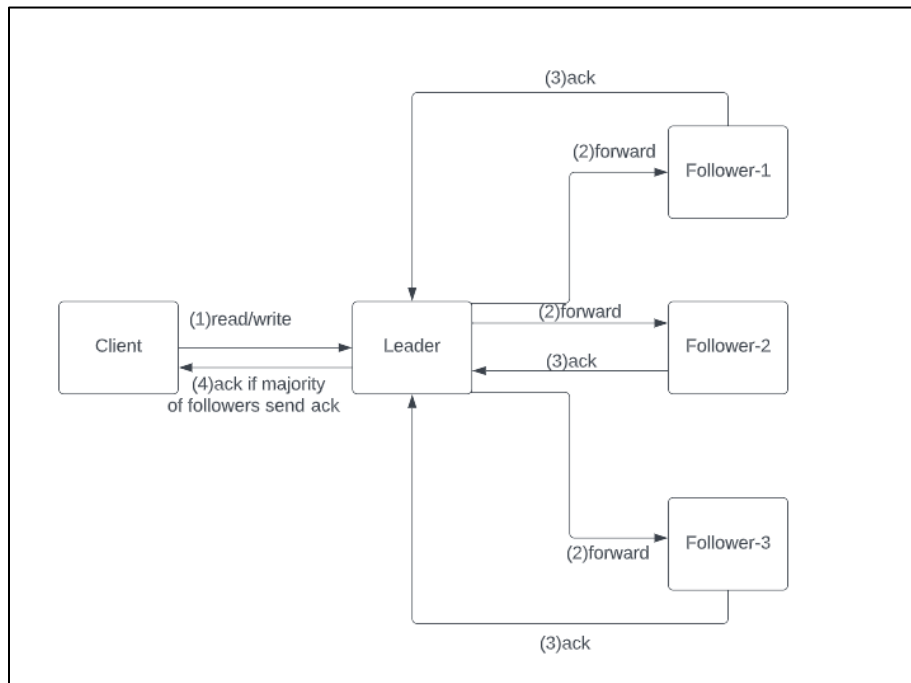 (3)ack
(2)forward
Follower-1
(1)read/write
Client
Leader
(2)forward
Follower-2
(3)ack
(4)ack if majority
of followers send ack
Follower-3
(2)forward
(3)ack